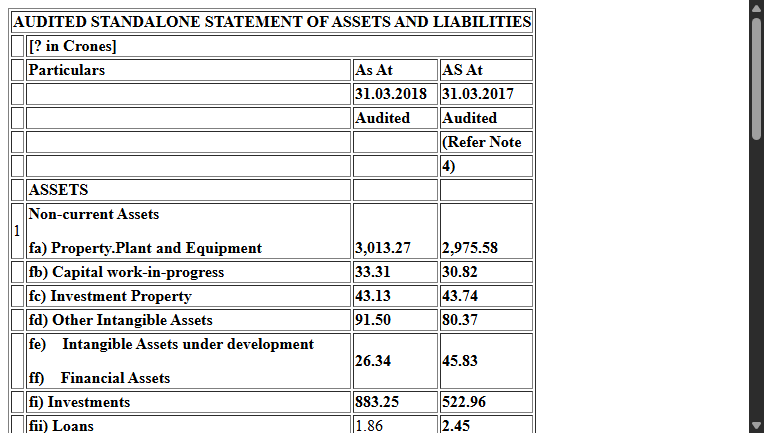 AUDITED STANDALONE STATEMENT OF ASSETS AND LIABILITIES
[? in Crones]
Particulars As At AS At
31.03.2018 31.03.2017
Audited Audited
(Refer Note
4)
ASSETS
Non-current Assets
1
fa) Property.Plant and Equipment 3,013.27 2,975.58
fb) Capital work-in-progress 33.31 30.82
fc) Investment Property 43.13 43.74
fd) Other Intangible Assets 91.50 80.37
fe) Intangible Assets under development
26.34 45.83
ff) Financial Assets
fi) Investments 883.25 522.96
fii) Loans 1.86 2.45